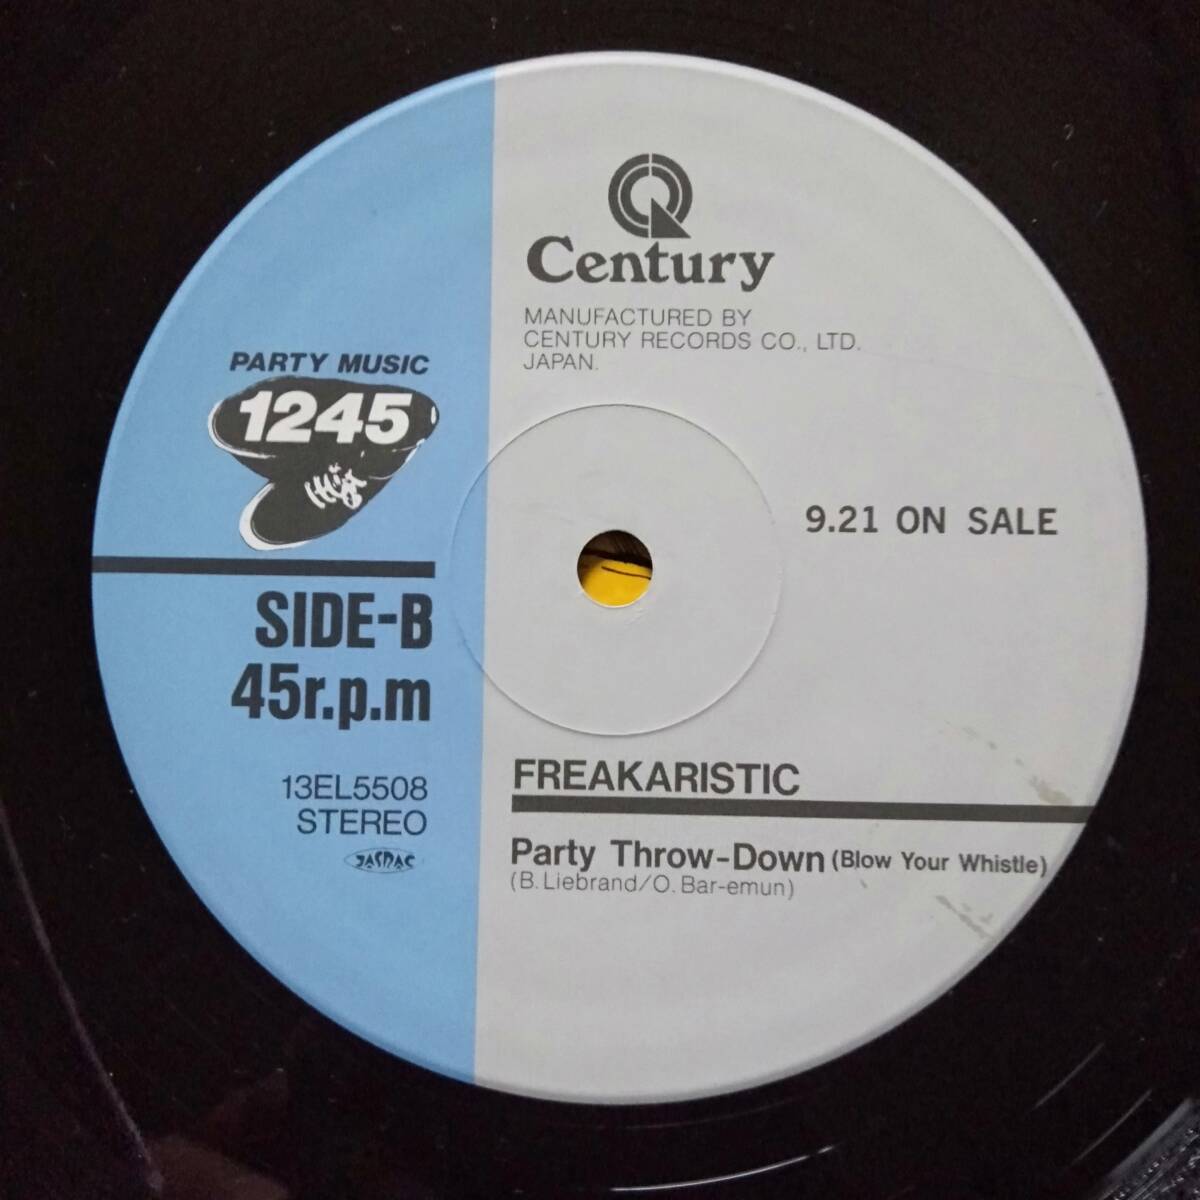 Century
MANUFACTURED BY
CENTURY RECORDS CO., LTD.
JAPAN.
PARTY MUSIC
1245
9.21 ON SALE
SIDE-B
45r.p.m
13EL5508
STEREO
JASRAC
FREAKARISTIC
Party Throw-Down (Blow Your Whistle)
(B. Liebrand/O. Bar-emun)